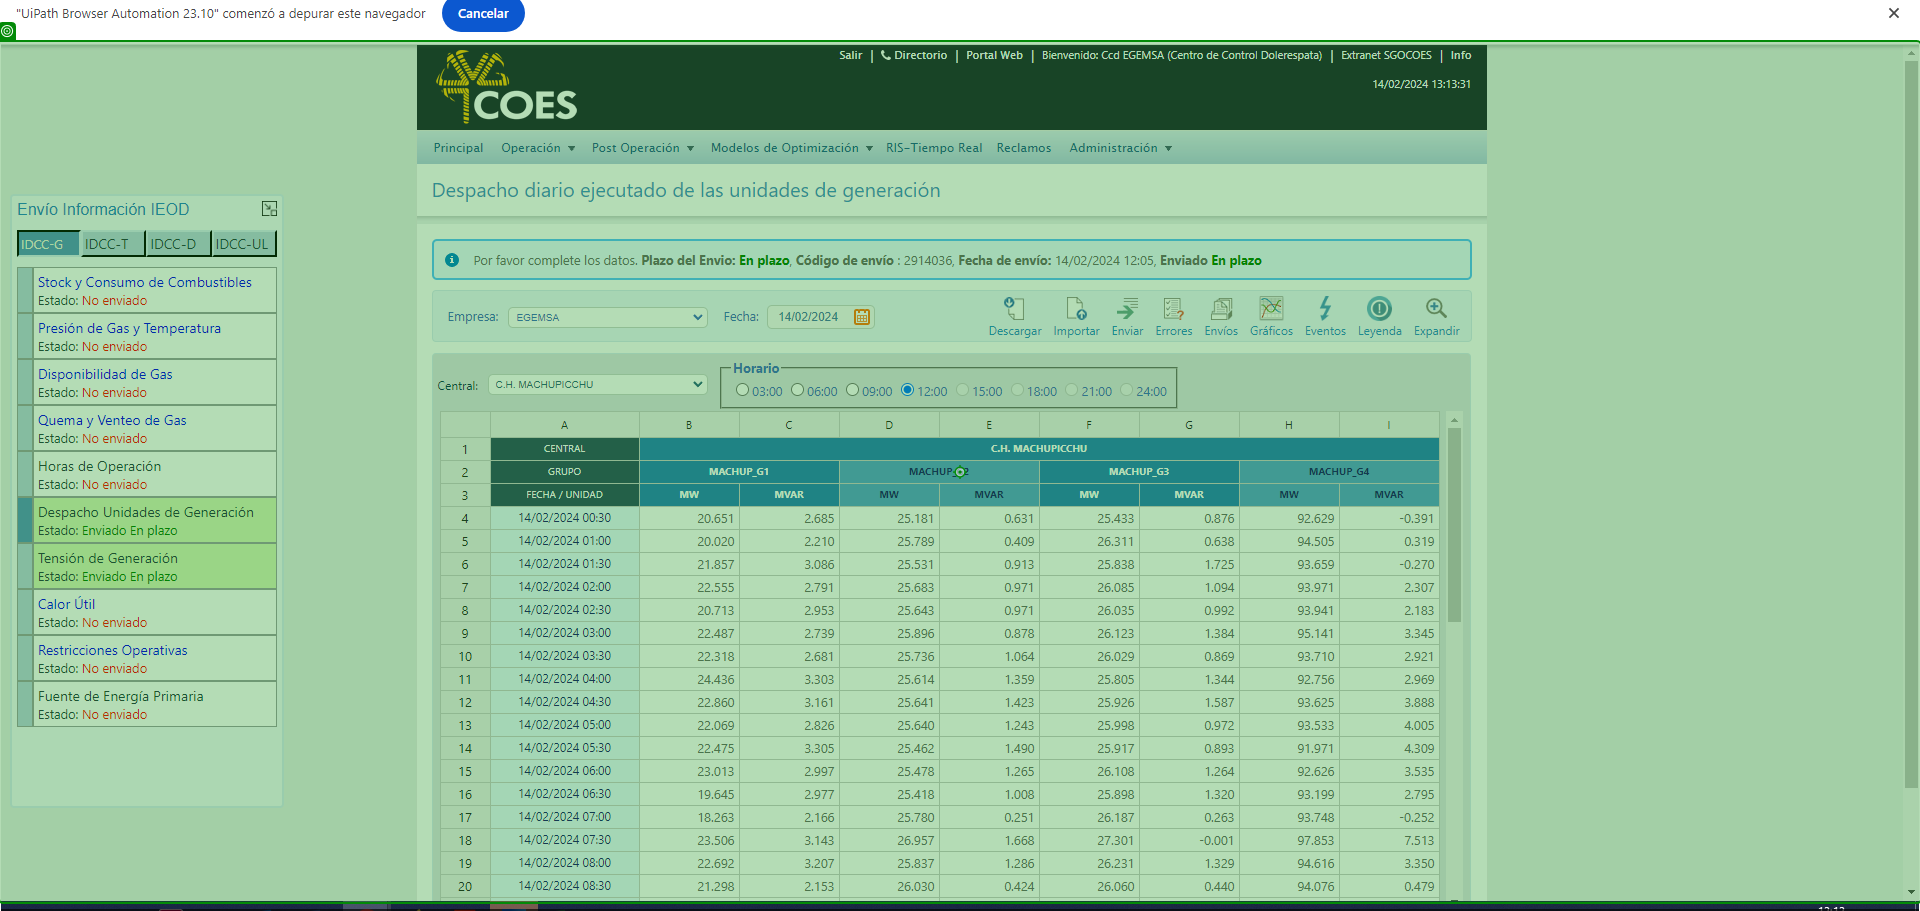 "UiPath Browser Automation 23.10" comenzó a depurar este navegador Cancelar
Salir | Directorio | Portal Web | Bienvenido: Ccd EGEMSA (Centro de Control Dolerespata) | Extranet SGOCOES | Info
14/02/2024 13:13:31
COES
Principal Operación Post Operación Modelos de Optimización RIS-Tiempo Real Reclamos Administración
Despacho diario ejecutado de las unidades de generación
Envío Información IEOD
IDCC-G IDCC-T IDCC-D IDCC-UL
Stock y Consumo de Combustibles
Estado: No enviado
Presión de Gas y Temperatura
Estado: No enviado
Disponibilidad de Gas
Estado: No enviado
Quema y Venteo de Gas
Estado: No enviado
Horas de Operación
Estado: No enviado
Despacho Unidades de Generación
Estado: Enviado En plazo
Tensión de Generación
Estado: Enviado En plazo
Calor Útil
Estado: No enviado
Restricciones Operativas
Estado: No enviado
Fuente de Energía Primaria
Estado: No enviado
Por favor complete los datos. Plazo del Envio: En plazo, Código de envío : 2914036, Fecha de envío: 14/02/2024 12:05, Enviado En plazo
Empresa: EGEMSA Fecha: 14/02/2024
Descargar Importar Enviar Errores Envíos Gráficos Eventos Leyenda Expandir
Central: C.H. MACHUPICCHU
Horario
03:00 06:00 09:00 12:00 15:00 18:00 21:00 24:00
A B C D E F G H I
1 CENTRAL C.H. MACHUPICCHU
2 GRUPO MACHUP_G1 MACHUP_G2 MACHUP_G3 MACHUP_G4
3 FECHA / UNIDAD MW MVAR MW MVAR MW MVAR MW MVAR
4 14/02/2024 00:30 20.651 2.685 25.181 0.631 25.433 0.876 92.629 -0.391
5 14/02/2024 01:00 20.020 2.210 25.789 0.409 26.311 0.638 94.505 0.319
6 14/02/2024 01:30 21.857 3.086 25.531 0.913 25.838 1.725 93.659 -0.270
7 14/02/2024 02:00 22.555 2.791 25.683 0.971 26.085 1.094 93.971 2.307
8 14/02/2024 02:30 20.713 2.953 25.643 0.971 26.035 0.992 93.941 2.183
9 14/02/2024 03:00 22.487 2.739 25.896 0.878 26.123 1.384 95.141 3.345
10 14/02/2024 03:30 22.318 2.681 25.736 1.064 26.029 0.869 93.710 2.921
11 14/02/2024 04:00 24.436 3.303 25.614 1.359 25.805 1.344 92.756 2.969
12 14/02/2024 04:30 22.860 3.161 25.641 1.423 25.926 1.587 93.625 3.888
13 14/02/2024 05:00 22.069 2.826 25.640 1.243 25.998 0.972 93.533 4.005
14 14/02/2024 05:30 22.475 3.305 25.462 1.490 25.917 0.893 91.971 4.309
15 14/02/2024 06:00 23.013 2.997 25.478 1.265 26.108 1.264 92.626 3.535
16 14/02/2024 06:30 19.645 2.977 25.418 1.008 25.898 1.320 93.199 2.795
17 14/02/2024 07:00 18.263 2.166 25.780 0.251 26.187 0.263 93.748 -0.252
18 14/02/2024 07:30 23.506 3.143 26.957 1.668 27.301 -0.001 97.853 7.513
19 14/02/2024 08:00 22.692 3.207 25.837 1.286 26.231 1.329 94.616 3.350
20 14/02/2024 08:30 21.298 2.153 26.030 0.424 26.060 0.440 94.076 0.479